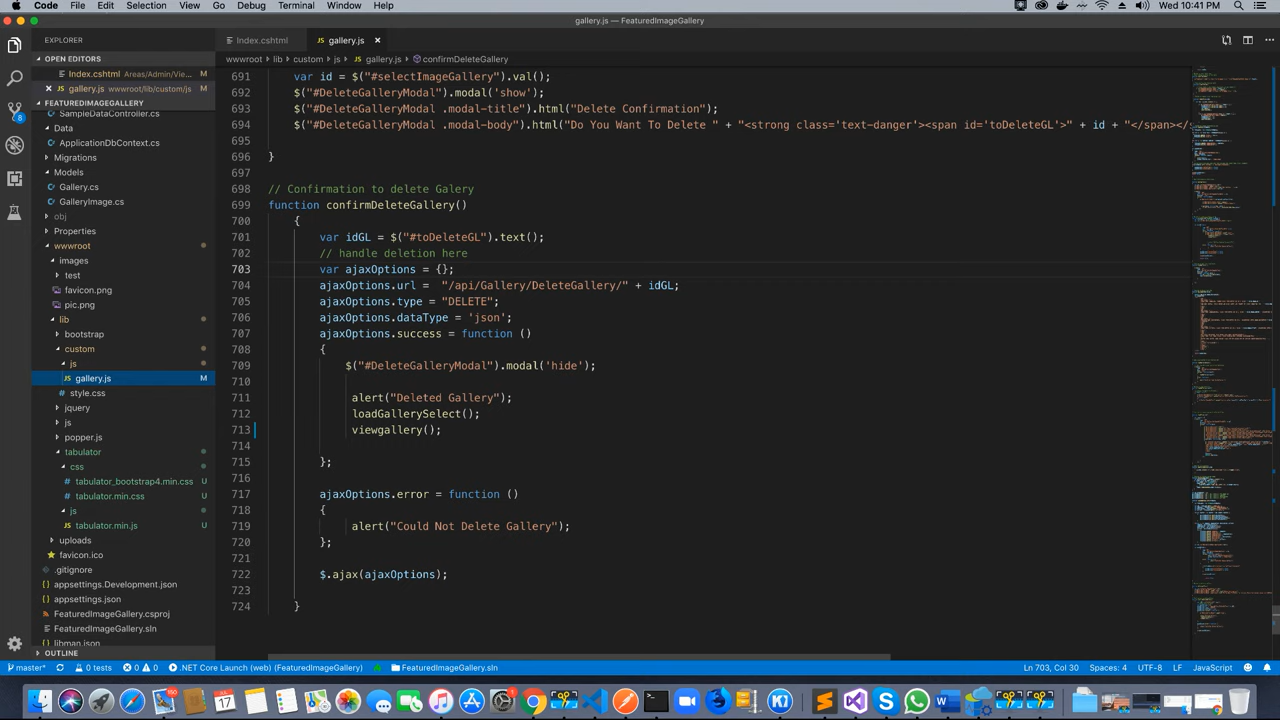 Code File Edit Selection View Go Debug Terminal Window Help
Wed 10:41 PM
gallery.js — FeaturedImageGallery
EXPLORER
OPEN EDITORS
Index.cshtml Areas/Admin/Vie... M
gallery.js wwwroot/lib/custom/js M
FEATUREDIMAGEGALLERY
SampleDataController.cs
Data
ApplicationDbContext.cs
Migrations
Models
Gallery.cs
GalleryImage.cs
obj
Properties
wwwroot
images
test
favicon.png
pic.png
lib
bootstrap
custom
js
gallery.js M
style.css
jquery
js
popper.js
tabulator
css
tabulator_bootstrap4.min.css U
tabulator.min.css U
js
tabulator.min.js U
uploads
favicon.ico
.gitignore
appsettings.Development.json
appsettings.json
FeaturedImageGallery.csproj
FeaturedImageGallery.sln
libman.json
OUTLINE
Index.cshtml
gallery.js
wwwroot lib custom js gallery.js confirmDeleteGallery
691 var id = $("#selectImageGallery").val();
692 $("#DeleteGalleryModal").modal('show');
693 $("#DeleteGalleryModal .modal-title").html("Delete Confirmation");
694 "<span class='text-danger'> id='toDeleteGL'>" + id + "</span></s
695
696 }
697
698 // Confirmation to delete Galery
699 function confirmDeleteGallery()
700 {
701 var idGL = $("#toDeleteGL").text();
702 deletion here
703 var ajaxOptions = {};
704 ajaxOptions.url = "/api/Gallery/DeleteGallery/" + idGL;
705 ajaxOptions.type = "DELETE";
706 ajaxOptions.dataType = 'json'
707 ajaxOptions.success = function ()
708
709 $("#DeleteGalleryModal").modal('hide');
710
711 alert("Deleted Gallery");
712 loadGallerySelect();
713 viewgallery();
714
715 };
716
717 ajaxOptions.error = function
718
719 alert("Could Not Delete Gallery");
720
721
722 $.ajax(ajaxOptions);
723
724 }
master* 0 tests 0 0 .NET Core Launch (web) (FeaturedImageGallery) FeaturedImageGallery.sln
Ln 703, Col 30 Spaces: 4 UTF-8 LF JavaScript